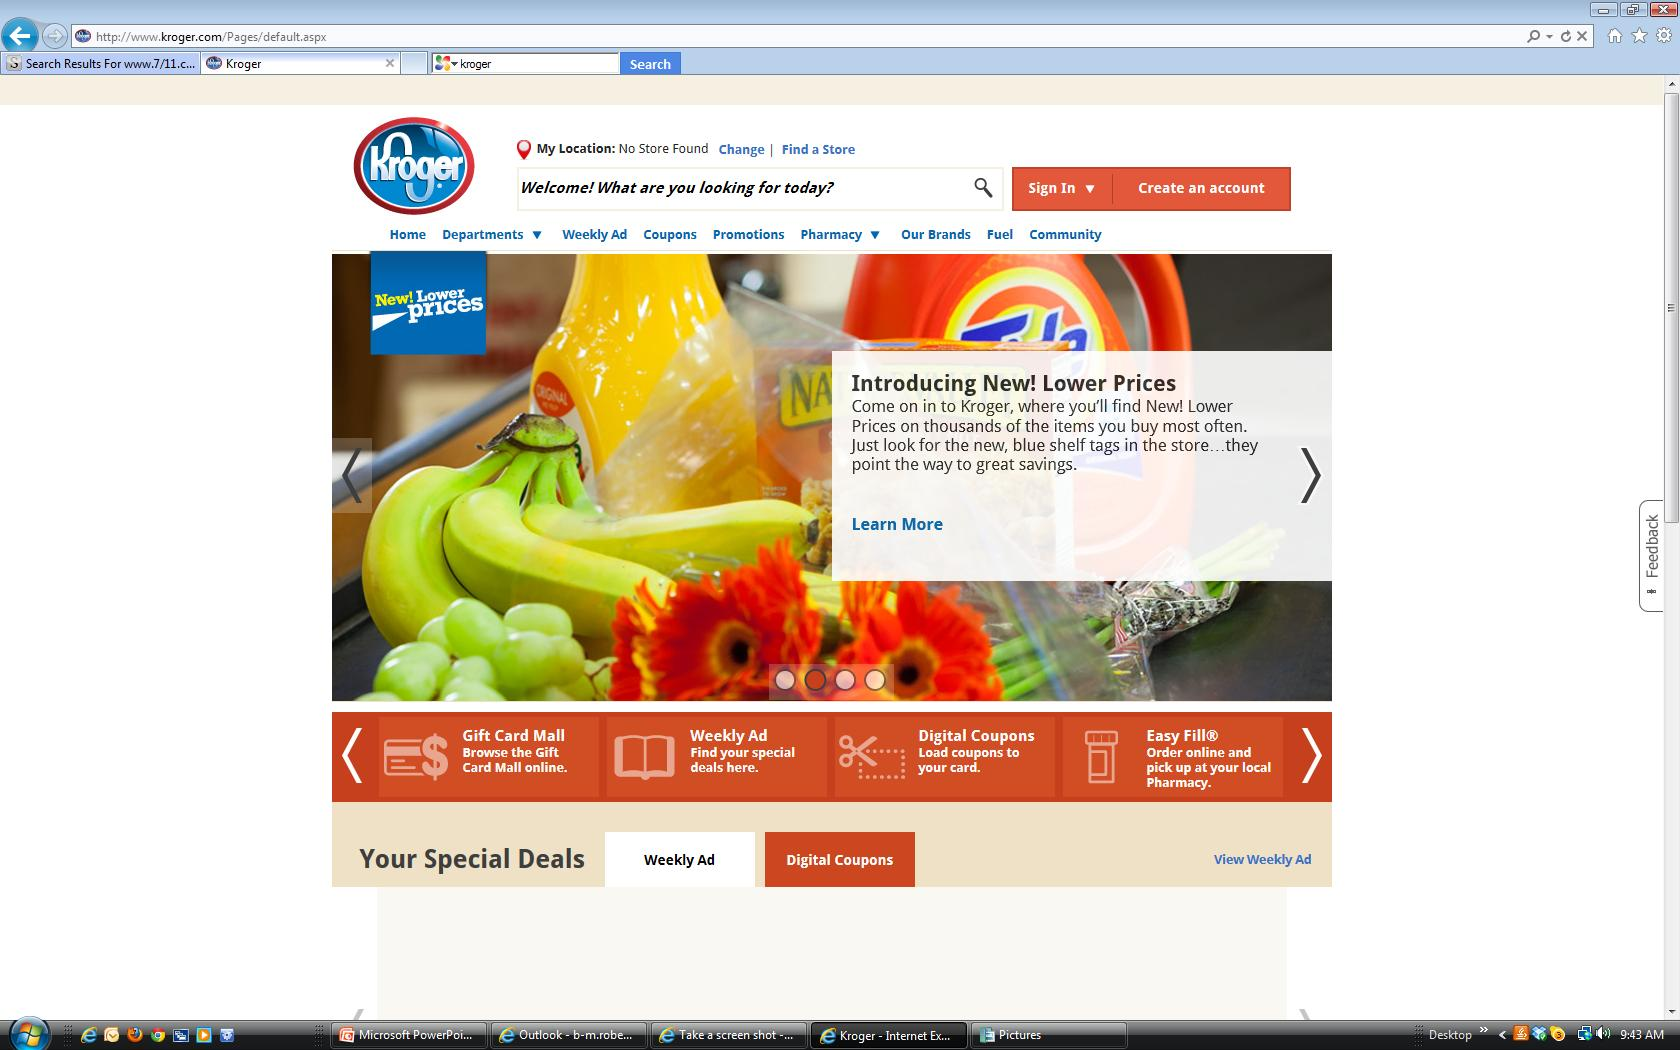 http://www.kroger.com/Pages/default.aspx
Search Results For www.7/11.c...
Kroger
kroger
Search
Kroger
My Location: No Store Found Change | Find a Store
Welcome! What are you looking for today?
Sign In ▼ Create an account
Home Departments ▼ Weekly Ad Coupons Promotions Pharmacy ▼ Our Brands Fuel Community
New! Lower
prices
ORIGINAL
Introducing New! Lower Prices
Come on in to Kroger, where you’ll find New! Lower
Prices on thousands of the items you buy most often.
Just look for the new, blue shelf tags in the store…they
point the way to great savings.
Learn More
Feedback
Gift Card Mall
Browse the Gift
Card Mall online.
Weekly Ad
Find your special
deals here.
Digital Coupons
Load coupons to
your card.
Easy Fill®
Order online and
pick up at your local
Pharmacy.
Your Special Deals
Weekly Ad
Digital Coupons
View Weekly Ad
Microsoft PowerPoi...
Outlook - b-m.robe...
Take a screen shot -...
Kroger - Internet Ex...
Pictures
Desktop
9:43 AM